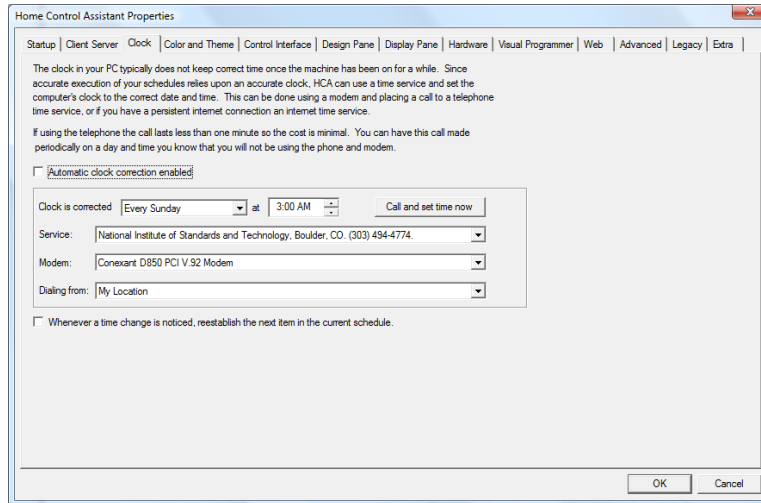 Home Control Assistant Properties
Startup Client Server Clock Color and Theme Control Interface Design Pane Display Pane Hardware Visual Programmer Web Advanced Legacy Extra
The clock in your PC typically does not keep correct time once the machine has been on for a while. Since
accurate execution of your schedules relies upon an accurate clock, HCA can use a time service and set the
computer's clock to the correct date and time. This can be done using a modem and placing a call to a telephone
time service, or if you have a persistent internet connection an internet time service.
If using the telephone the call lasts less than one minute so the cost is minimal. You can have this call made
periodically on a day and time you know that you will not be using the phone and modem.
Automatic clock correction enabled
Clock is corrected Every Sunday at 3:00 AM Call and set time now
Service: National Institute of Standards and Technology, Boulder, CO. (303) 494-4774.
Modem: Conexant D850 PCI V.92 Modem
Dialing from: My Location
Whenever a time change is noticed, reestablish the next item in the current schedule.
OK Cancel